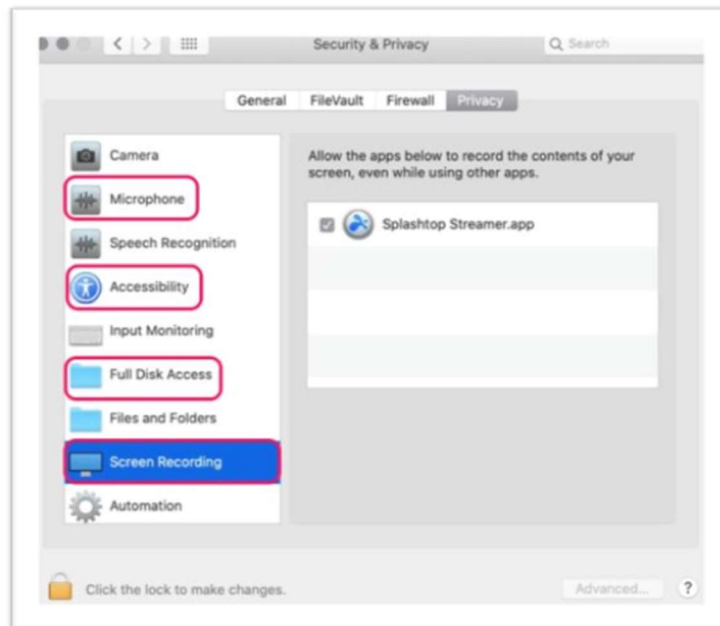 Security & Privacy
Search
General FileVault Firewall Privacy
Camera
Microphone
Speech Recognition
Accessibility
Input Monitoring
Full Disk Access
Files and Folders
Screen Recording
Automation
Allow the apps below to record the contents of your
screen, even while using other apps.
Splashtop Streamer.app
Click the lock to make changes.
Advanced...
?